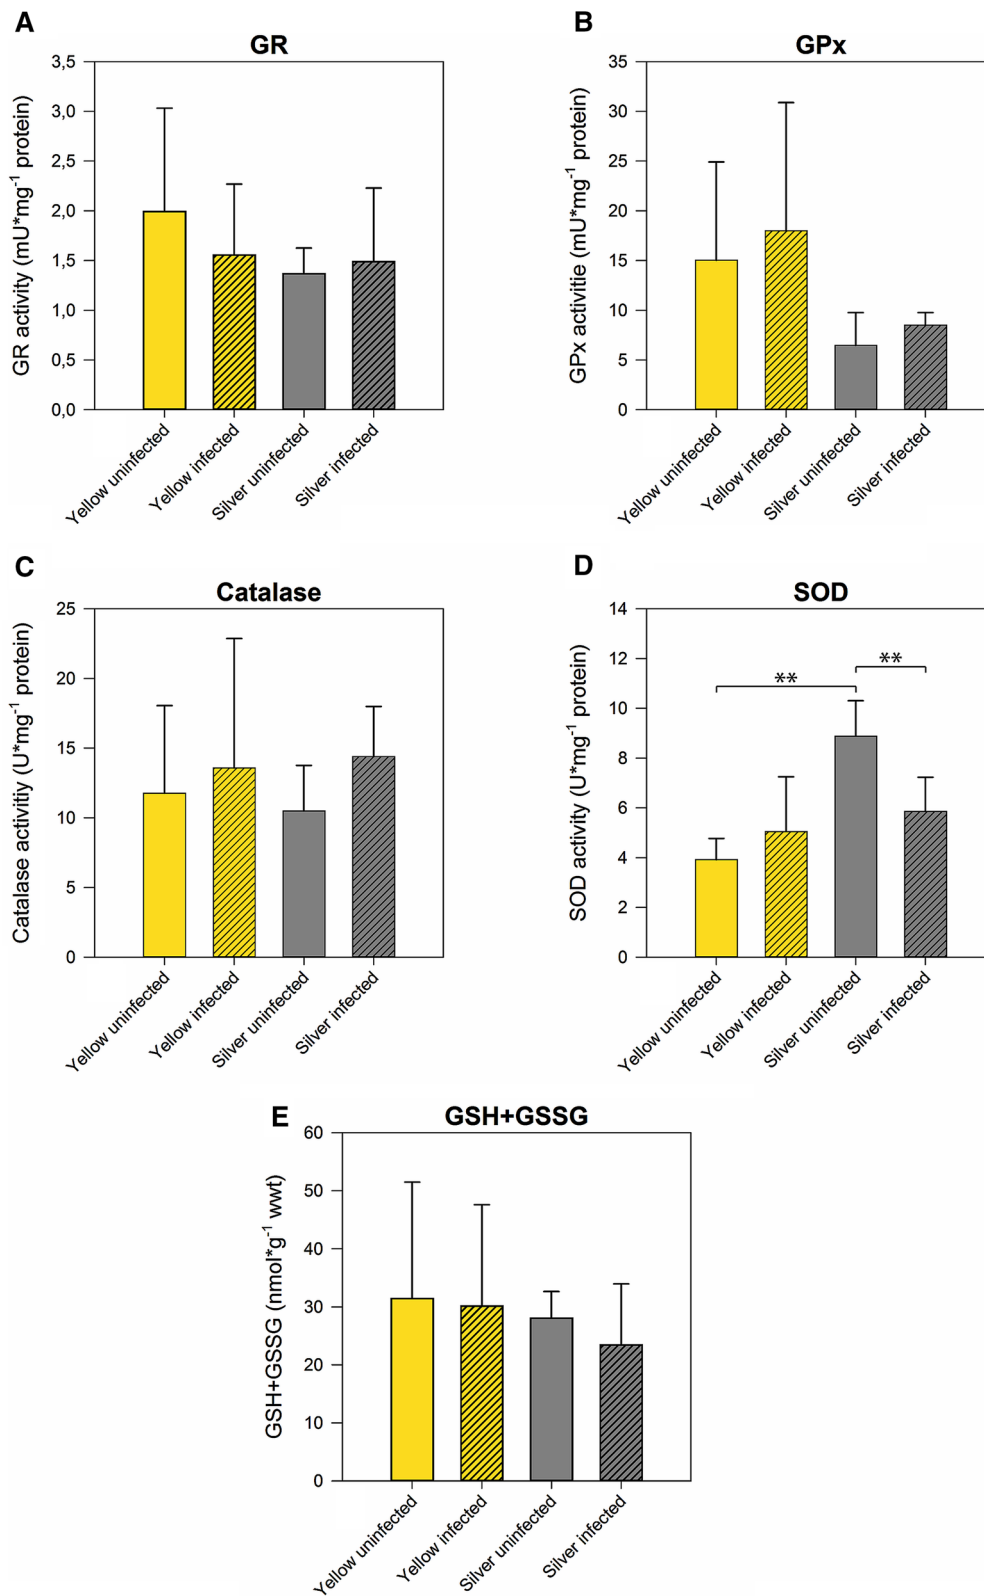 A
GR
GR activity (mU*mg⁻¹ protein)
3,5
3,0
2,5
2,0
1,5
1,0
0,5
0,0
Yellow uninfected
Yellow infected
Silver uninfected
Silver infected
B
GPx
GPx activitie (mU*mg⁻¹ protein)
35
30
25
20
15
10
5
0
Yellow uninfected
Yellow infected
Silver uninfected
Silver infected
C
Catalase
Catalase activitiy (U*mg⁻¹ protein)
25
20
15
10
5
0
Yellow uninfected
Yellow infected
Silver uninfected
Silver infected
D
SOD
SOD activity (U*mg⁻¹ protein)
14
12
10
8
6
4
2
0
**
**
Yellow uninfected
Yellow infected
Silver uninfected
Silver infected
E
GSH+GSSG
GSH+GSSG (nmol*g⁻¹ wwt)
60
50
40
30
20
10
0
Yellow uninfected
Yellow infected
Silver uninfected
Silver infected